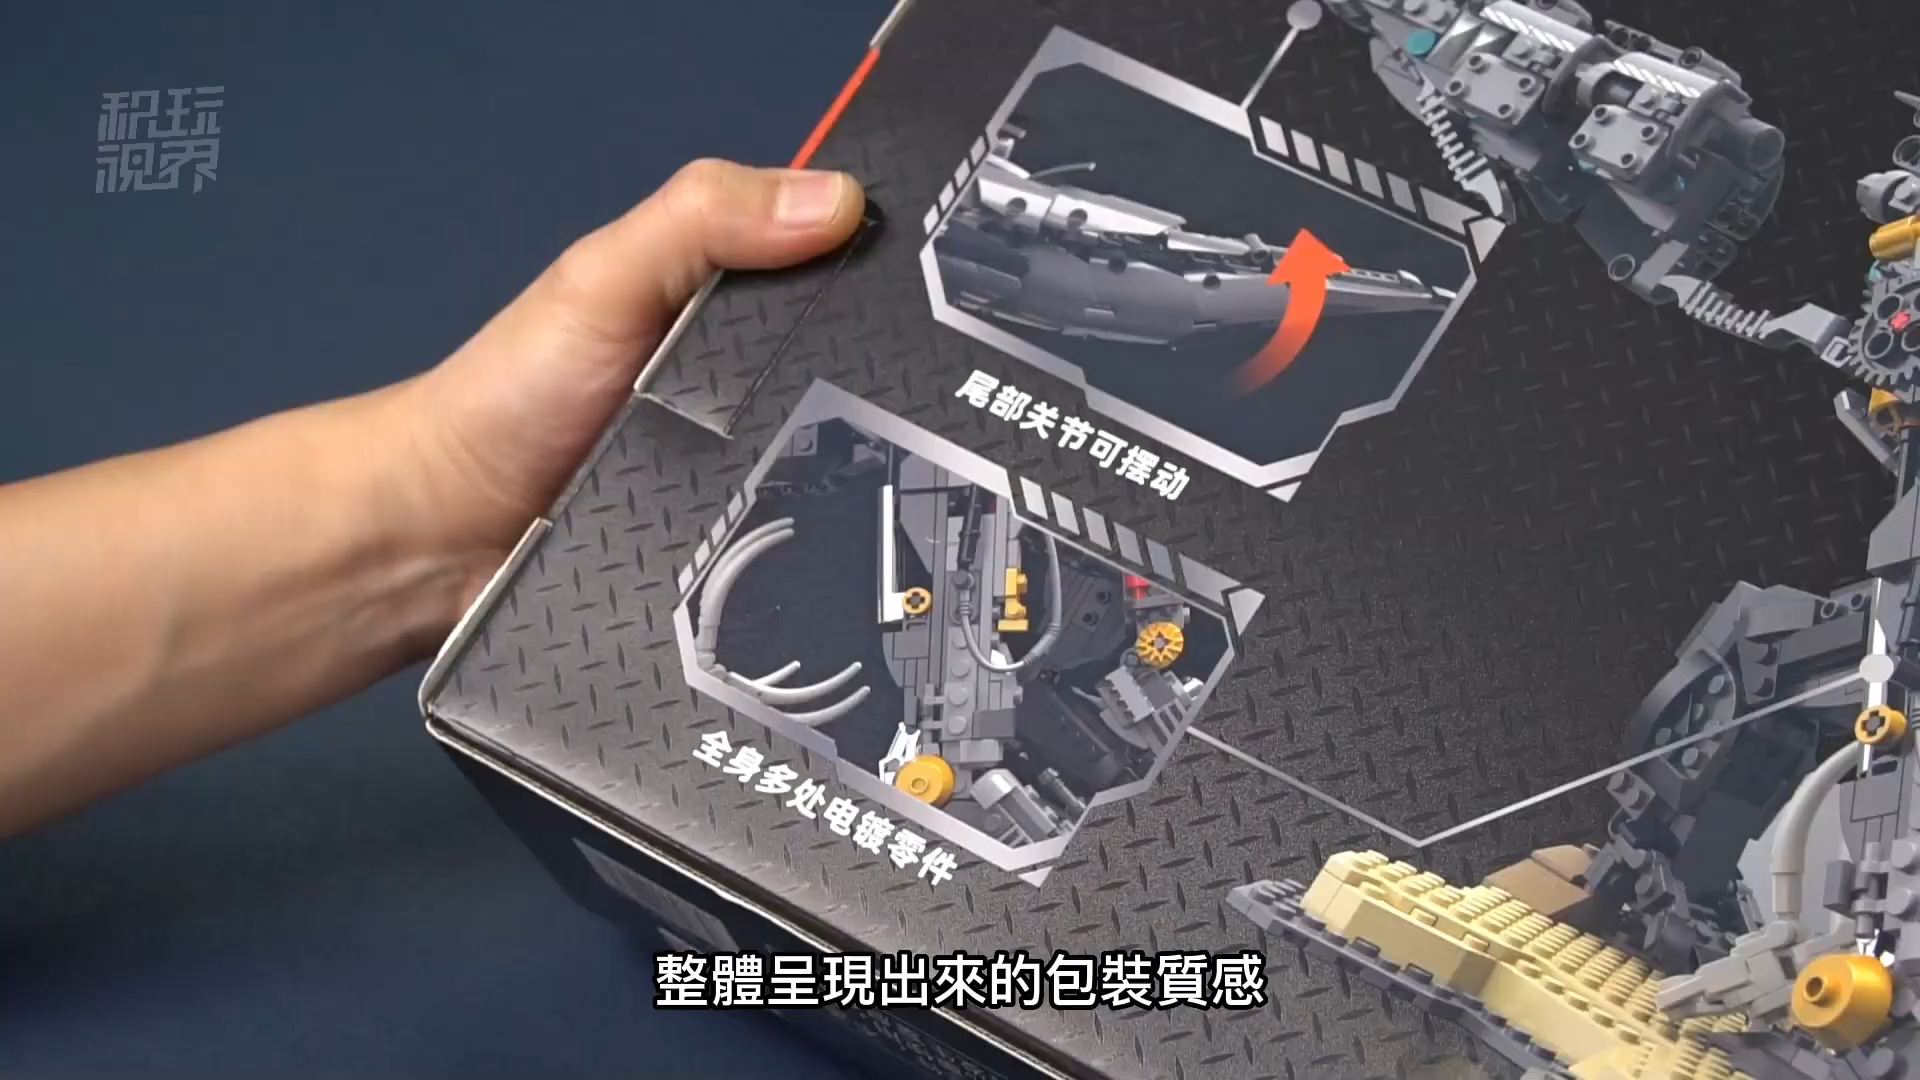 积玩
视界
尾部关节可摆动
全身多处电镀零件
整體呈現出來的包裝質感